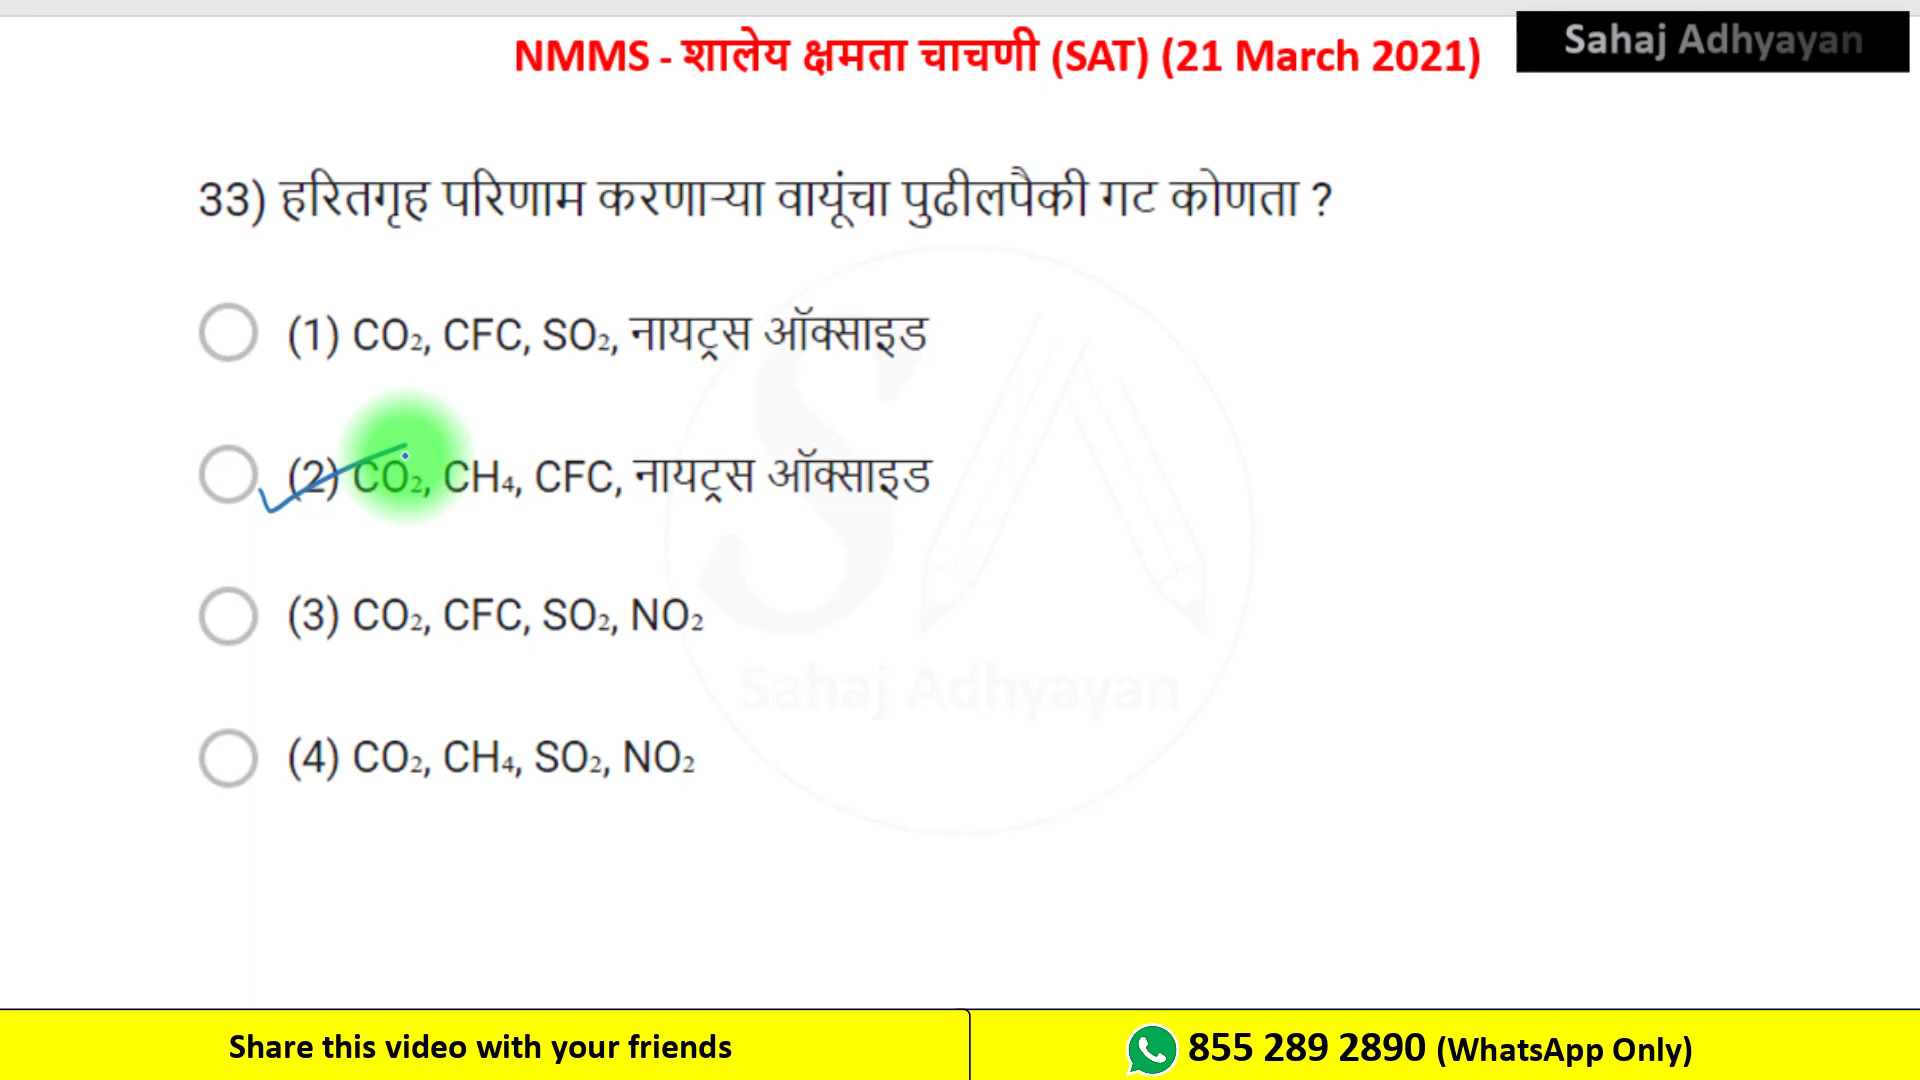 NMMS - शालेय क्षमता चाचणी (SAT) (21 March 2021)
Sahaj Adhyayan
33) हरितगृह परिणाम करणाऱ्या वायूंचा पुढीलपैकी गट कोणता ?
(1) CO₂, CFC, SO₂, नायट्रस ऑक्साइड
(2) CO₂, CH₄, CFC, नायट्रस ऑक्साइड
(3) CO₂, CFC, SO₂, NO₂
Sahaj Adhyayan
(4) CO₂, CH₄, SO₂, NO₂
Share this video with your friends
855 289 2890 (WhatsApp Only)